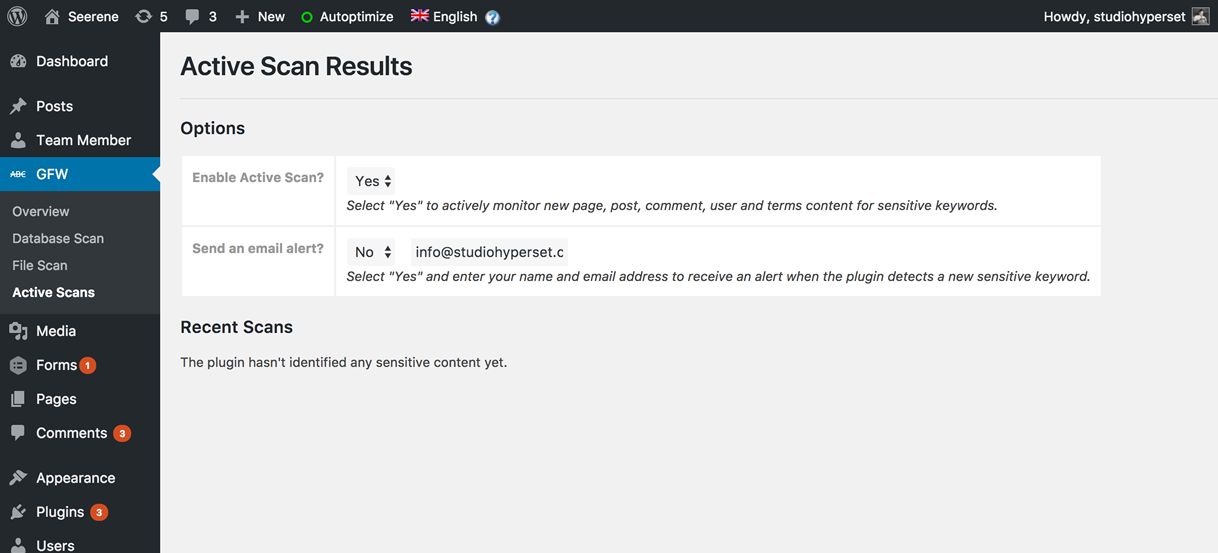 Seerene 5 3 New Autoptimize English Howdy, studiohyperset
Dashboard
Posts
Team Member
ABC GFW
Overview
Database Scan
File Scan
Active Scans
Media
Forms 1
Pages
Comments 3
Appearance
Plugins 3
Users
Active Scan Results
Options
Enable Active Scan? Yes
Select "Yes" to actively monitor new page, post, comment, user and terms content for sensitive keywords.
Send an email alert? No info@studiohyperset.c
Select "Yes" and enter your name and email address to receive an alert when the plugin detects a new sensitive keyword.
Recent Scans
The plugin hasn't identified any sensitive content yet.